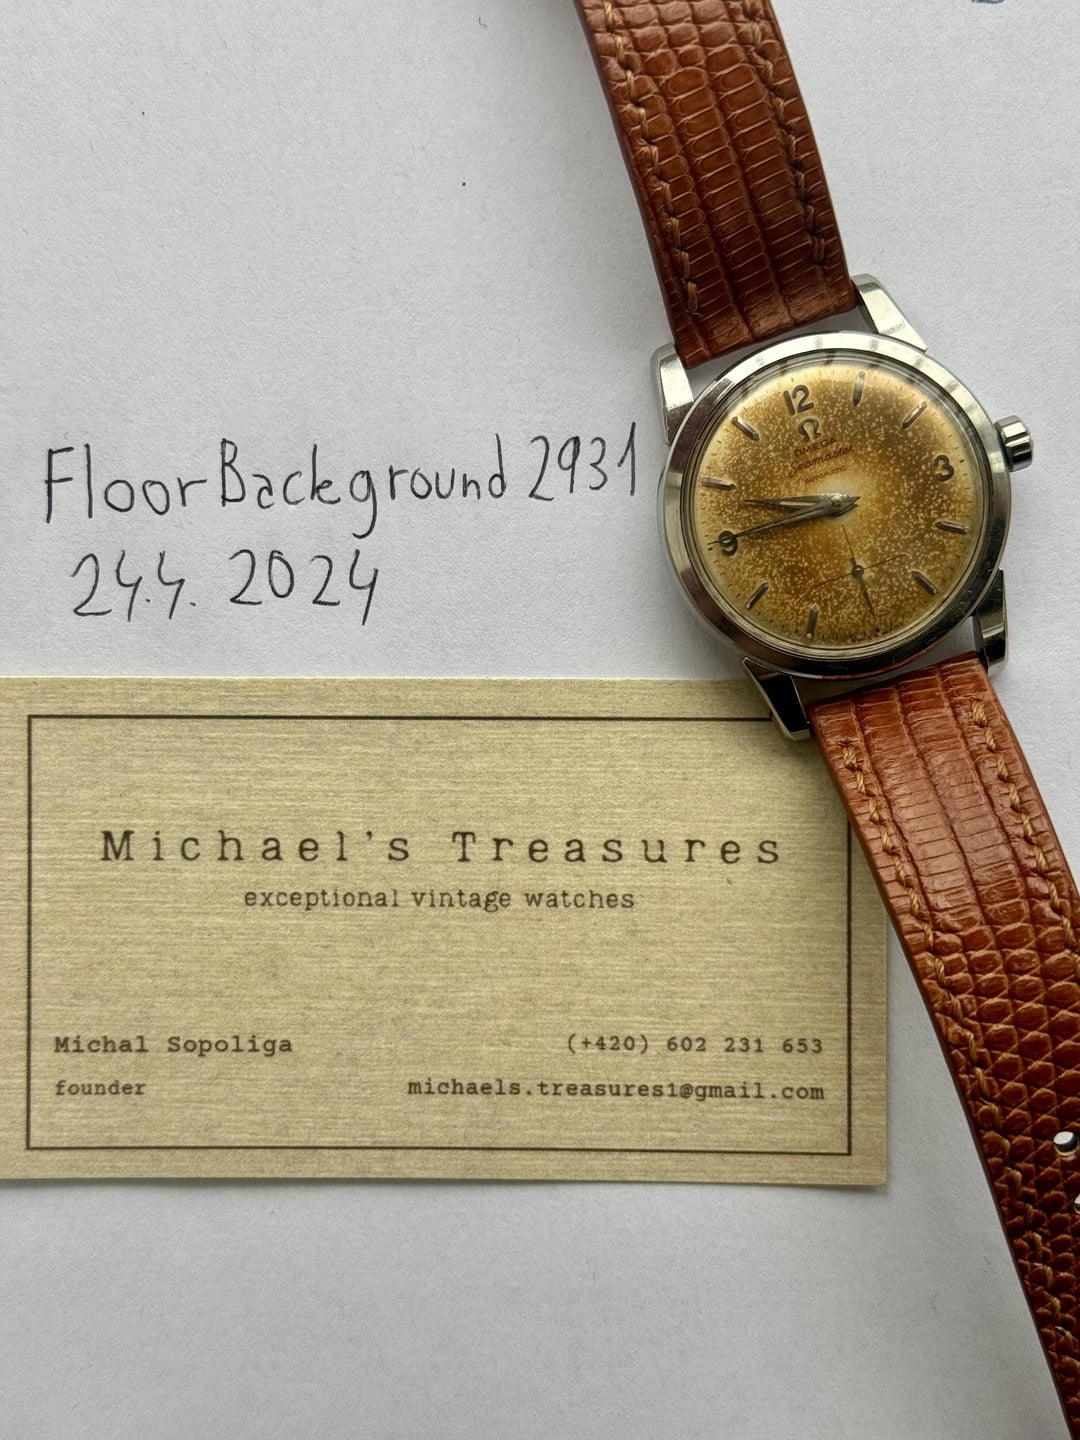 FloorBackground 2931
24.4. 2024
12
3
9
Ω
OMEGA
Seamaster
AUTOMATIC
Michael's Treasures
exceptional vintage watches
Michal Sopoliga
(+420) 602 231 653
founder
michaels.treasures1@gmail.com